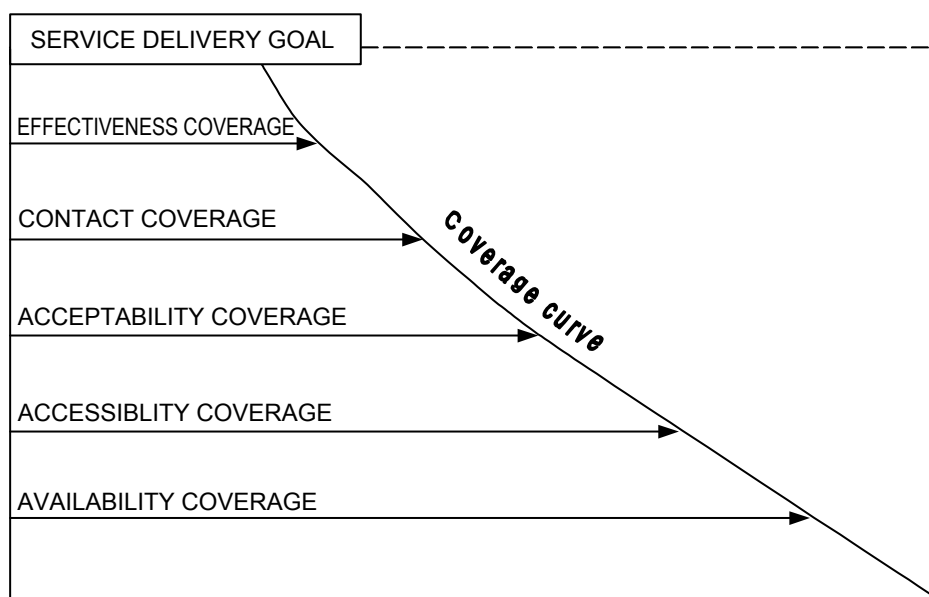 SERVICE DELIVERY GOAL
EFFECTIVENESS COVERAGE
CONTACT COVERAGE
Coverage curve
ACCEPTABILITY COVERAGE
ACCESSIBLITY COVERAGE
AVAILABILITY COVERAGE